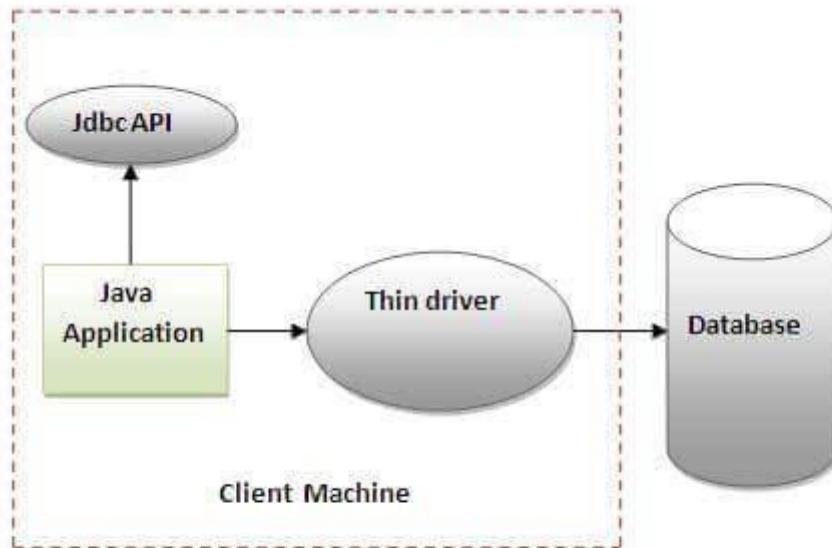 Jdbc API
Java
Application
Thin driver
Database
Client Machine